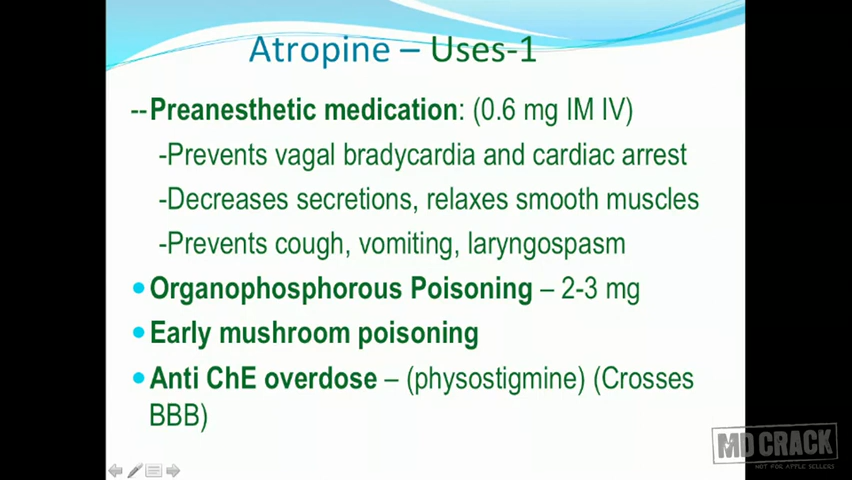 Atropine – Uses-1
--Preanesthetic medication: (0.6 mg IM IV)
-Prevents vagal bradycardia and cardiac arrest
-Decreases secretions, relaxes smooth muscles
-Prevents cough, vomiting, laryngospasm
•Organophosphorous Poisoning – 2-3 mg
•Early mushroom poisoning
•Anti ChE overdose – (physostigmine) (Crosses
BBB)
MD CRACK
NOT FOR APPLE SELLERS